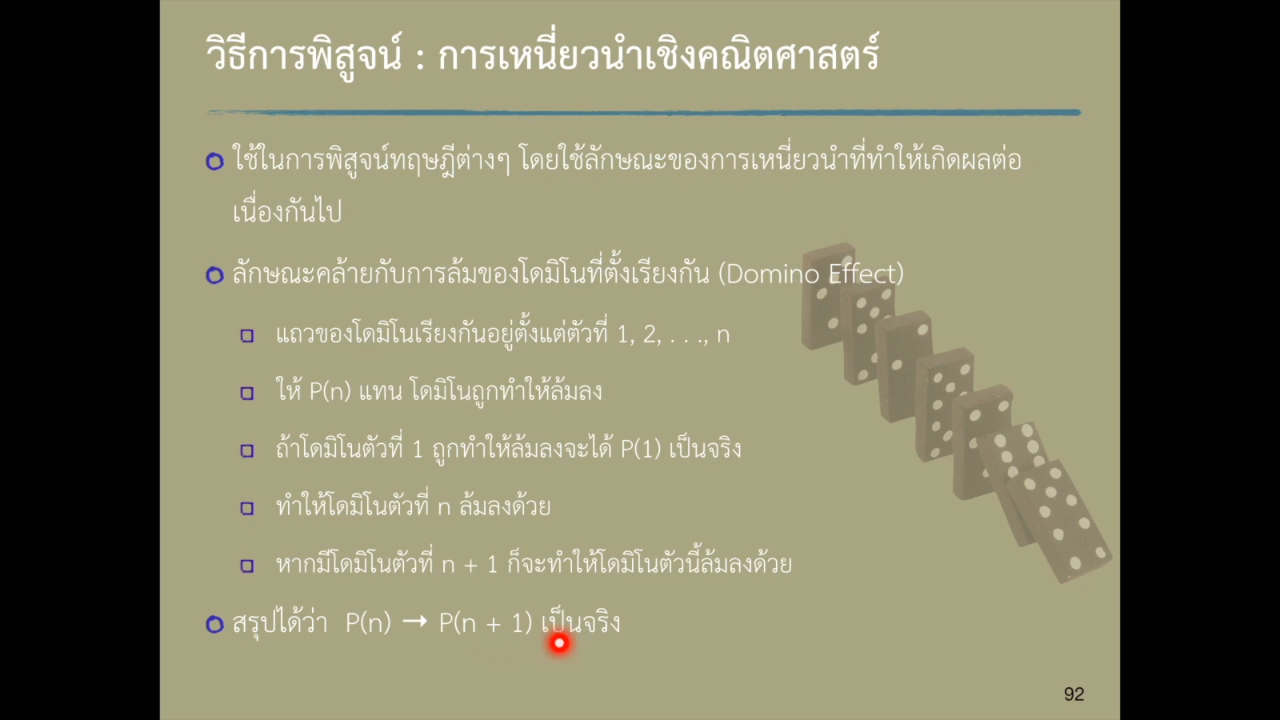 วิธีการพิสูจน์ : การเหนี่ยวนำเชิงคณิตศาสตร์
ใช้ในการพิสูจน์ทฤษฎีต่างๆ โดยใช้ลักษณะของการเหนี่ยวนำที่ทำให้เกิดผลต่อ
เนื่องกันไป
ลักษณะคล้ายกับการล้มของโดมิโนที่ตั้งเรียงกัน (Domino Effect)
แถวของโดมิโนเรียงกันอยู่ตั้งแต่ตัวที่ 1, 2, . . ., n
ให้ P(n) แทน โดมิโนถูกทำให้ล้มลง
ถ้าโดมิโนตัวที่ 1 ถูกทำให้ล้มลงจะได้ P(1) เป็นจริง
ทำให้โดมิโนตัวที่ n ล้มลงด้วย
หากมีโดมิโนตัวที่ n + 1 ก็จะทำให้โดมิโนตัวนี้ล้มลงด้วย
สรุปได้ว่า P(n) → P(n + 1) เป็นจริง
92